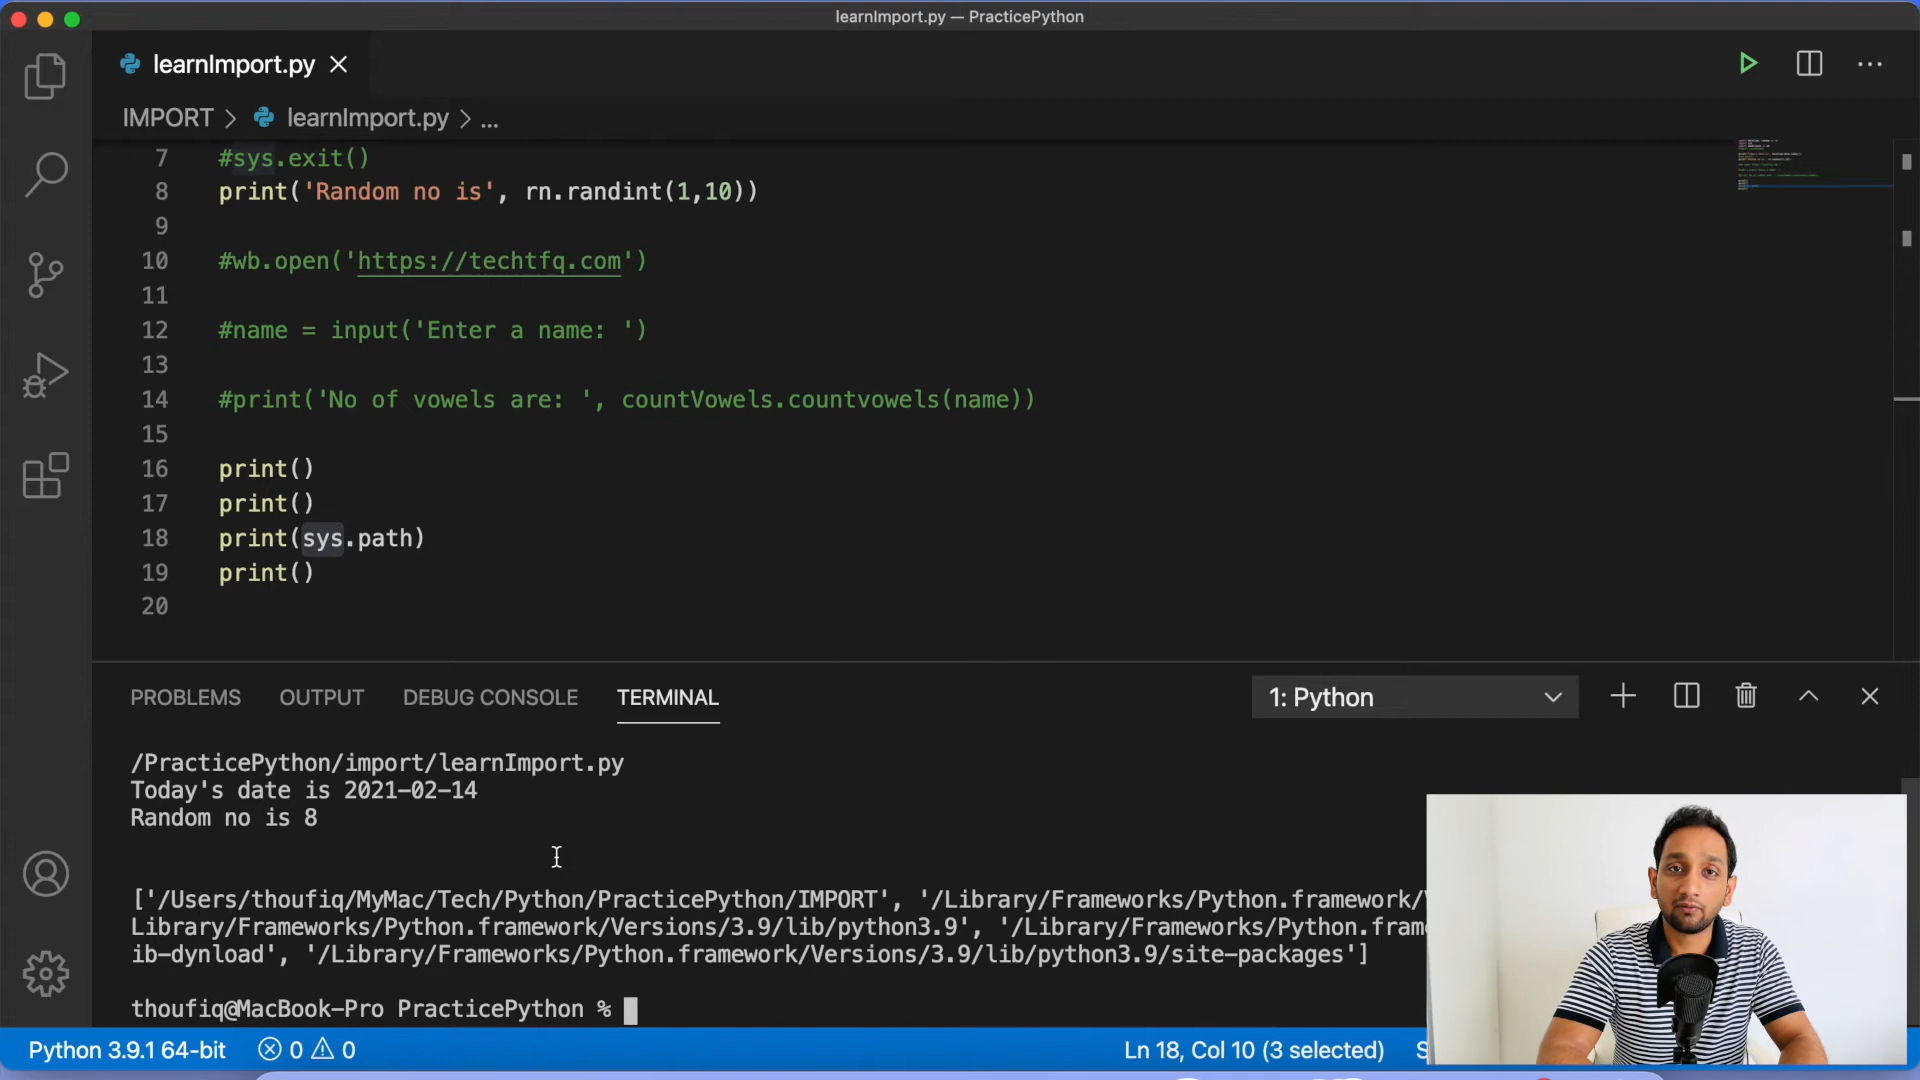 learnImport.py — PracticePython
learnImport.py
IMPORT > learnImport.py > ...
7 #sys.exit()
8 print('Random no is', rn.randint(1,10))
9
10 #wb.open('https://techtfq.com')
11
12 #name = input('Enter a name: ')
13
14 #print('No of vowels are: ', countVowels.countvowels(name))
15
16 print()
17 print()
18 print(sys.path)
19 print()
20
PROBLEMS OUTPUT DEBUG CONSOLE TERMINAL 1: Python
/PracticePython/import/learnImport.py
Today's date is 2021-02-14
Random no is 8
['/Users/thoufiq/MyMac/Tech/Python/PracticePython/IMPORT', '/Library/Frameworks/Python.framework/
Library/Frameworks/Python.framework/Versions/3.9/lib/python3.9', '/Library/Frameworks/Python.fram
ib-dynload', '/Library/Frameworks/Python.framework/Versions/3.9/lib/python3.9/site-packages']
thoufiq@MacBook-Pro PracticePython %
Python 3.9.1 64-bit 0 0 Ln 18, Col 10 (3 selected) S